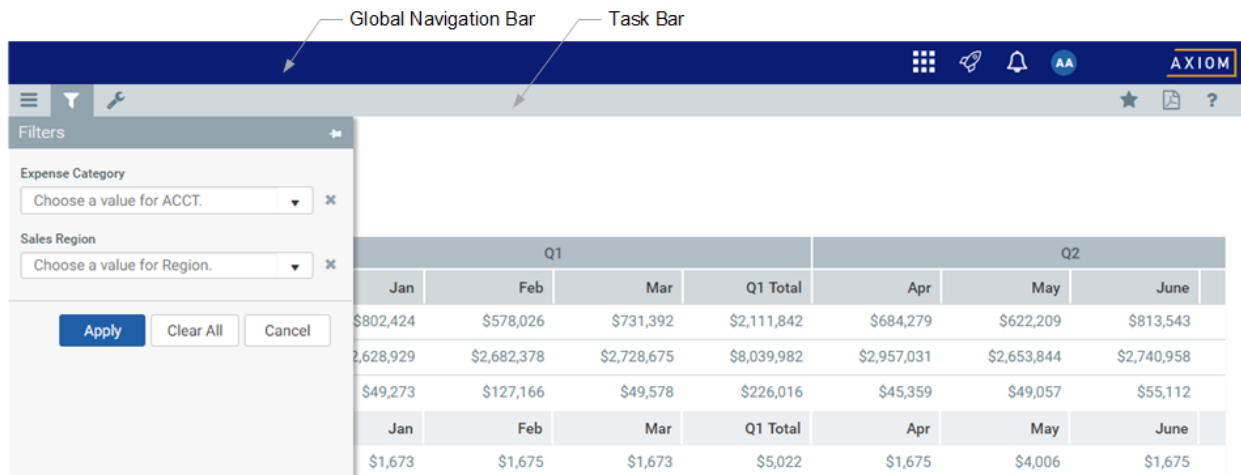 Global Navigation Bar Task Bar
AA AXIOM
?
Filters
Expense Category
Choose a value for ACCT.
Sales Region
Choose a value for Region.
Apply Clear All Cancel
Q1 Q2
Jan Feb Mar Q1 Total Apr May June
$802,424 $578,026 $731,392 $2,111,842 $684,279 $622,209 $813,543
2,628,929 $2,682,378 $2,728,675 $8,039,982 $2,957,031 $2,653,844 $2,740,958
$49,273 $127,166 $49,578 $226,016 $45,359 $49,057 $55,112
Jan Feb Mar Q1 Total Apr May June
$1,673 $1,675 $1,673 $5,022 $1,675 $4,006 $1,675